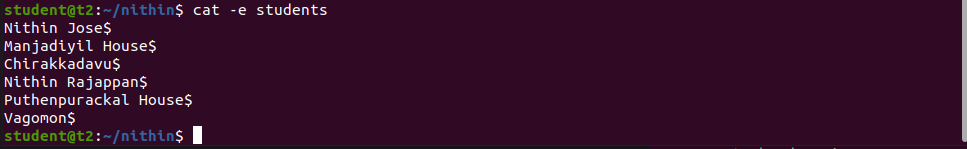 student@t2:~/nithin$ cat -e students
Nithin Jose$
Manjadiyil House$
Chirakkadavu$
Nithin Rajappan$
Puthenpurackal House$
Vagomon$
student@t2:~/nithin$